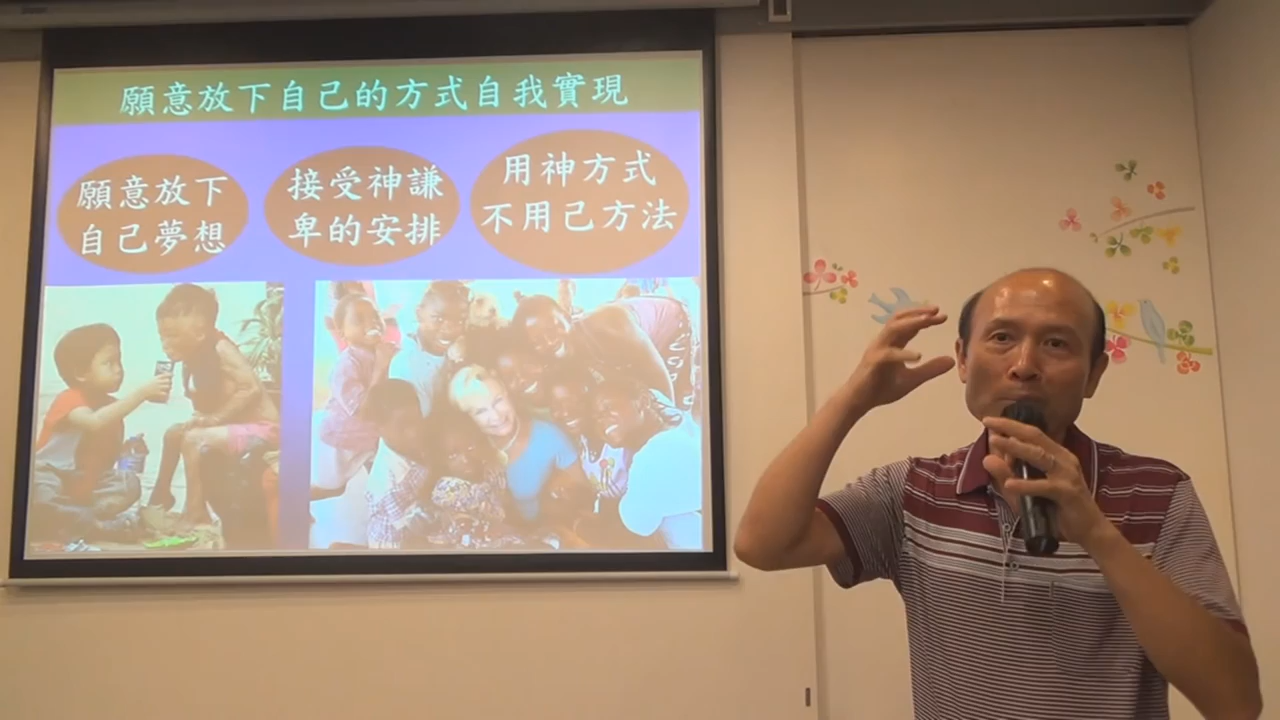 願意放下自己的方式自我實現
願意放下
自己夢想
接受神謙
卑的安排
用神方式
不用己方法